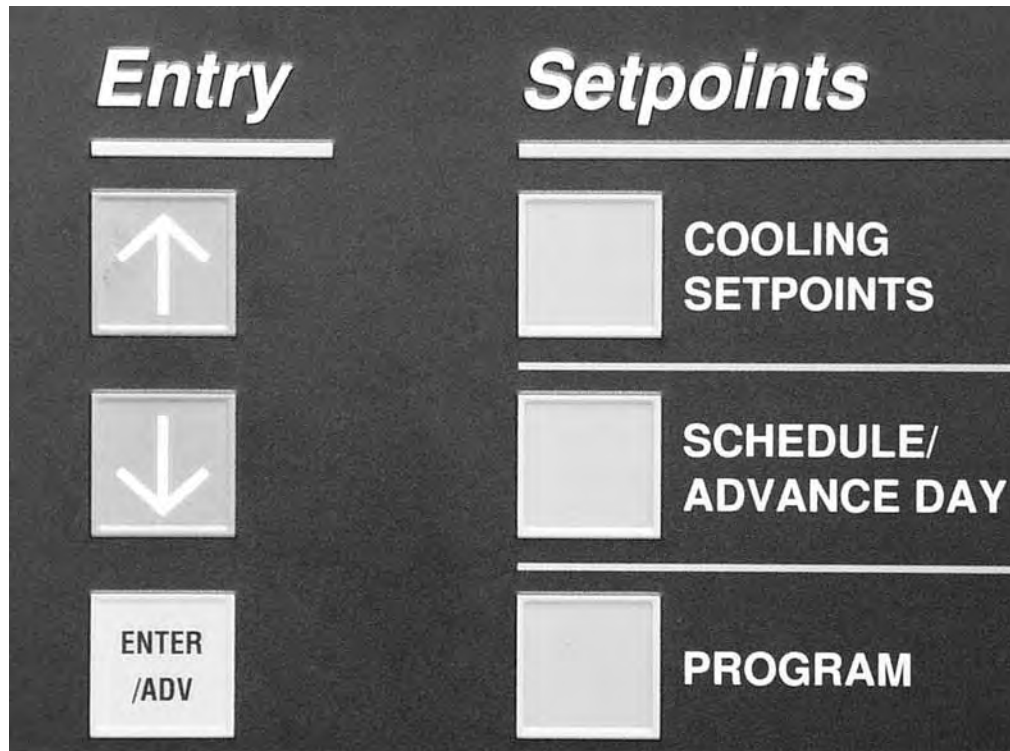 Entry
Setpoints
COOLING
SETPOINTS
SCHEDULE/
ADVANCE DAY
ENTER
/ADV
PROGRAM